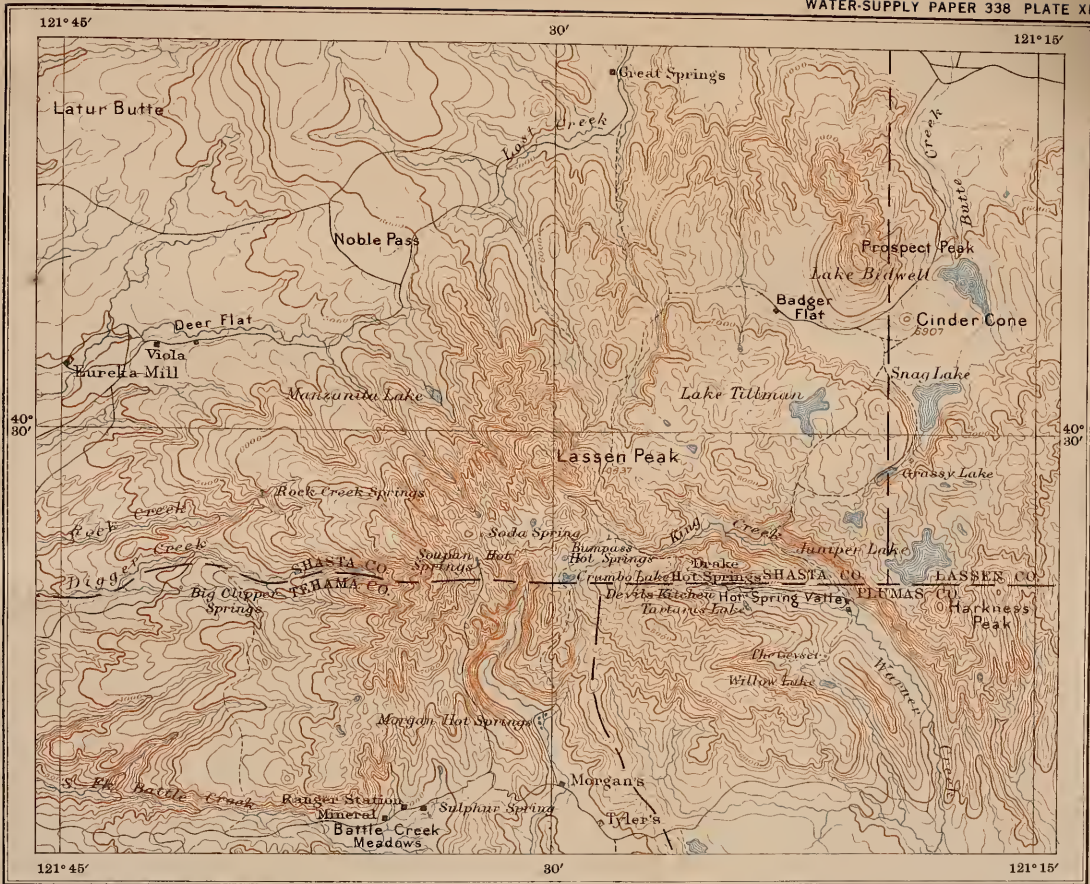 WATER-SUPPLY PAPER 338 PLATE
121° 45′
30′
121° 15′
Great Springs
Latur Butte
Lost Creek
Butte Creek
Noble Pass
Prospect Peak
Lake Bidwell
Badger
Flat
Cinder Cone
6907
Deer Flat
Viola
Eureka Mill
Snag Lake
Manzanita Lake
Lake Tillman
40°
30′
40°
30′
Lassen Peak
Grassy Lake
Rock Creek Springs
Rock Creek
Soda Spring
King Creek
Digger Creek
Juniper Lake
Soupan Hot
Springs
Bumpass
Hot Springs
Drake
Hot Springs
SHASTA CO.
TEHAMA CO.
Crumbo Lake
SHASTA CO.
LASSEN CO.
PLUMAS CO.
Big Clipper
Springs
Devils Kitchen
Hot Spring Valley
Tartarus Lake
Harkness
Peak
The Geyser
Willow Lake
Warner Creek
Morgan Hot Springs
Morgan's
S. Fk. Battle Creek
Ranger Station
Mineral
Sulphur Spring
Tyler's
Battle Creek
Meadows
121° 45′
30′
121° 15′